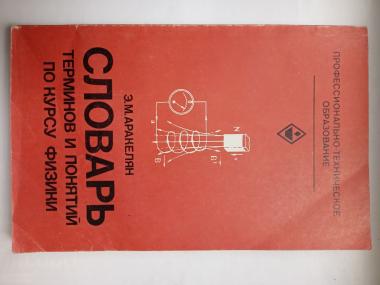 ПРОФЕССИОНАЛЬНО-ТЕХНИЧЕСКОЕ
ОБРАЗОВАНИЕ
Э.М.АРАКЕЛЯН
СЛОВАРЬ
ТЕРМИНОВ И ПОНЯТИЙ
ПО КУРСУ ФИЗИКИ